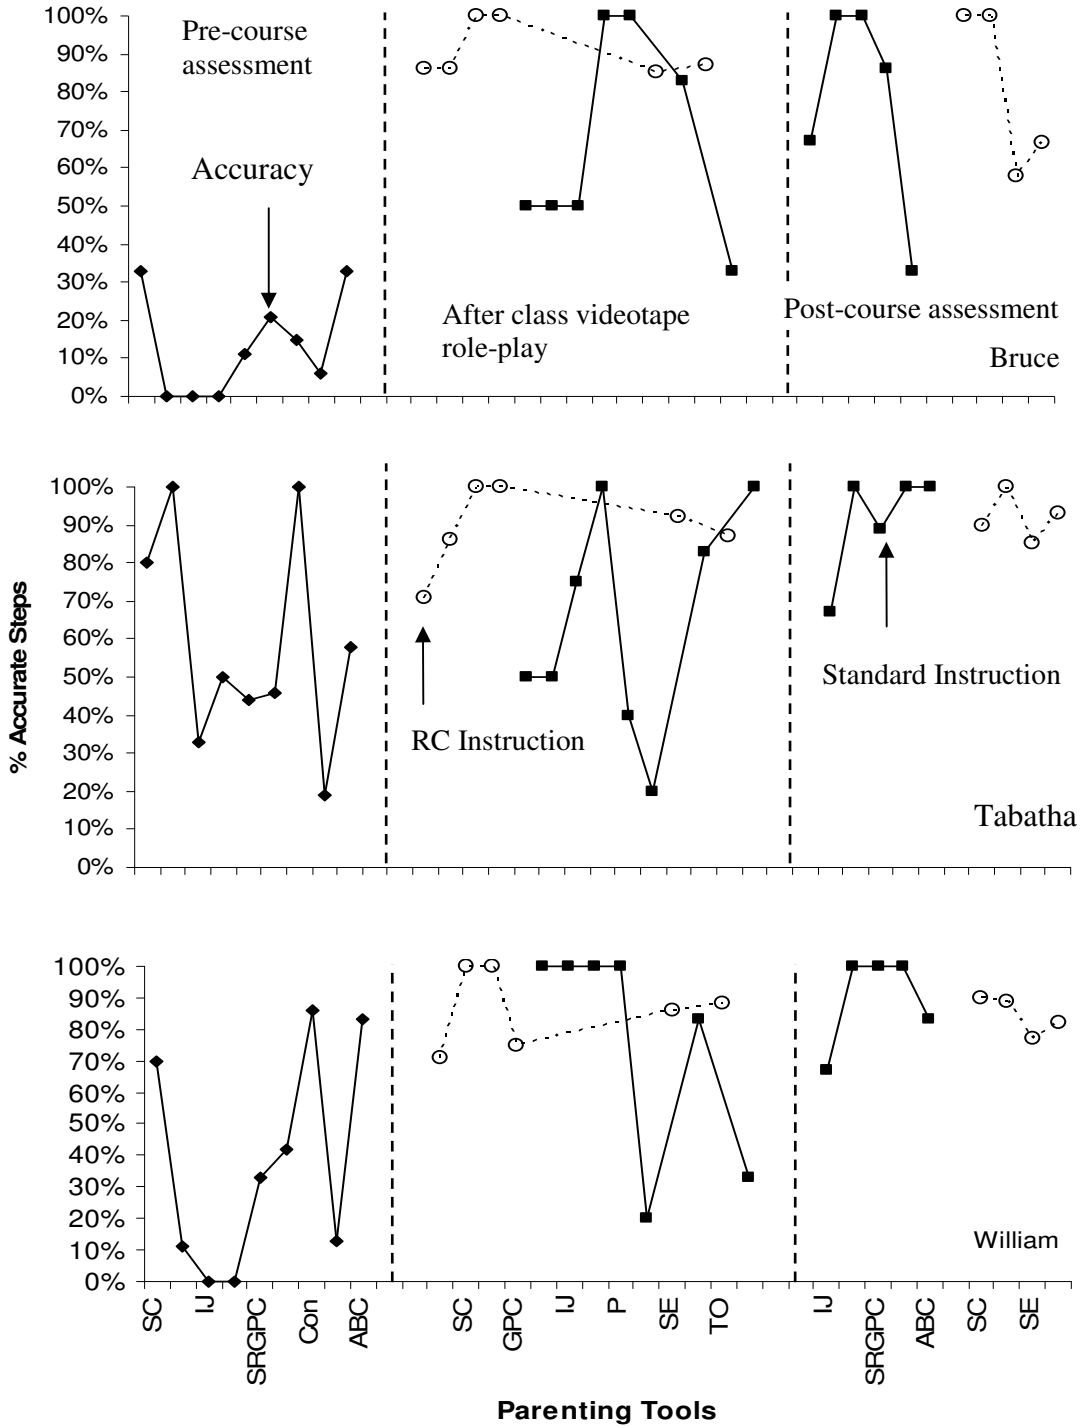 100%
90%
80%
70%
60%
50%
40%
30%
20%
10%
0%
Pre-course
assessment
Accuracy
After class videotape
role-play
Post-course assessment
Bruce
% Accurate Steps
100%
90%
80%
70%
60%
50%
40%
30%
20%
10%
0%
RC Instruction
Standard Instruction
Tabatha
100%
90%
80%
70%
60%
50%
40%
30%
20%
10%
0%
William
SC
IJ
SRGPC
Con
ABC
SC
GPC
IJ
P
SE
TO
IJ
SRGPC
ABC
SC
SE
Parenting Tools